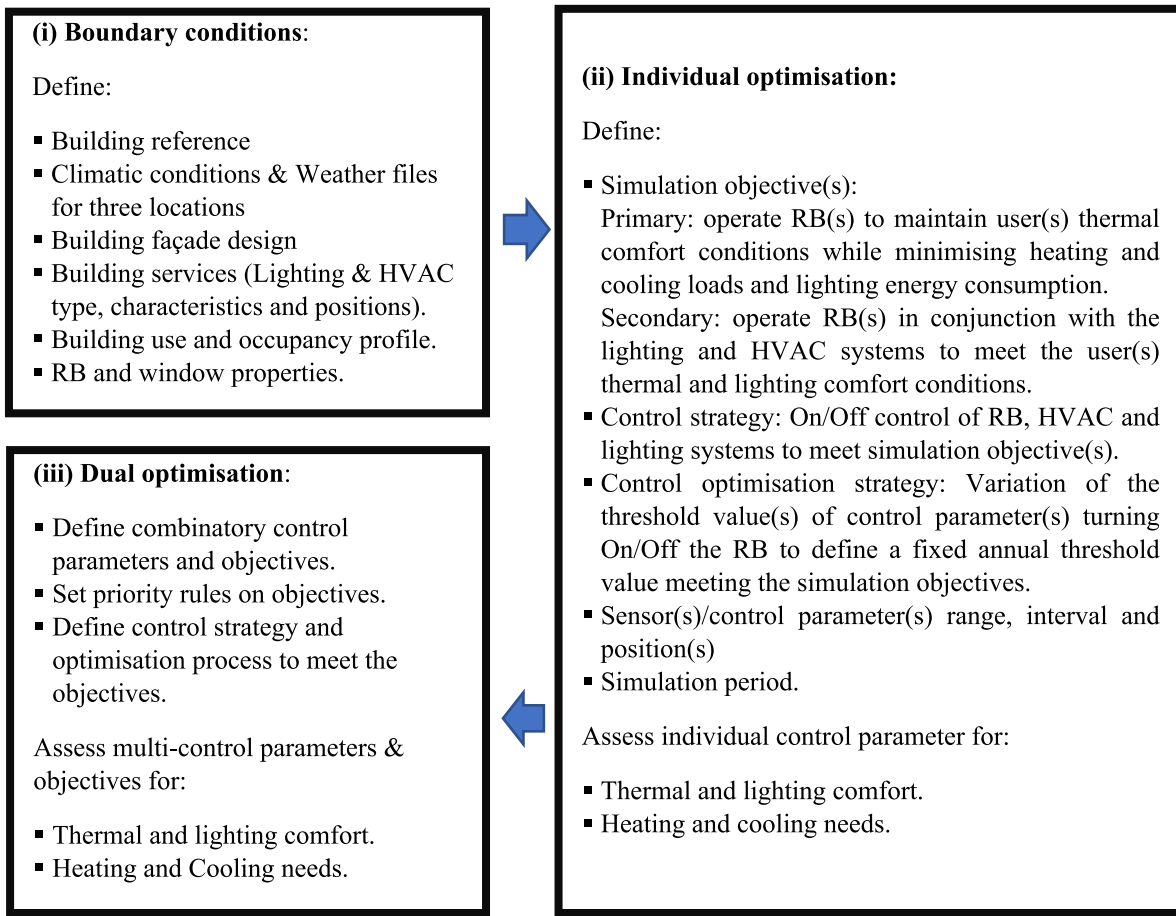 (i) Boundary conditions:
Define:
▪ Building reference
▪ Climatic conditions & Weather files
for three locations
▪ Building façade design
▪ Building services (Lighting & HVAC
type, characteristics and positions).
▪ Building use and occupancy profile.
▪ RB and window properties.
(ii) Individual optimisation:
Define:
▪ Simulation objective(s):
Primary: operate RB(s) to maintain user(s) thermal
comfort conditions while minimising heating and
cooling loads and lighting energy consumption.
Secondary: operate RB(s) in conjunction with the
lighting and HVAC systems to meet the user(s)
thermal and lighting comfort conditions.
▪ Control strategy: On/Off control of RB, HVAC and
lighting systems to meet simulation objective(s).
▪ Control optimisation strategy: Variation of the
threshold value(s) of control parameter(s) turning
On/Off the RB to define a fixed annual threshold
value meeting the simulation objectives.
▪ Sensor(s)/control parameter(s) range, interval and
position(s)
▪ Simulation period.
Assess individual control parameter for:
▪ Thermal and lighting comfort.
▪ Heating and cooling needs.
(iii) Dual optimisation:
▪ Define combinatory control
parameters and objectives.
▪ Set priority rules on objectives.
▪ Define control strategy and
optimisation process to meet the
objectives.
Assess multi-control parameters &
objectives for:
▪ Thermal and lighting comfort.
▪ Heating and Cooling needs.